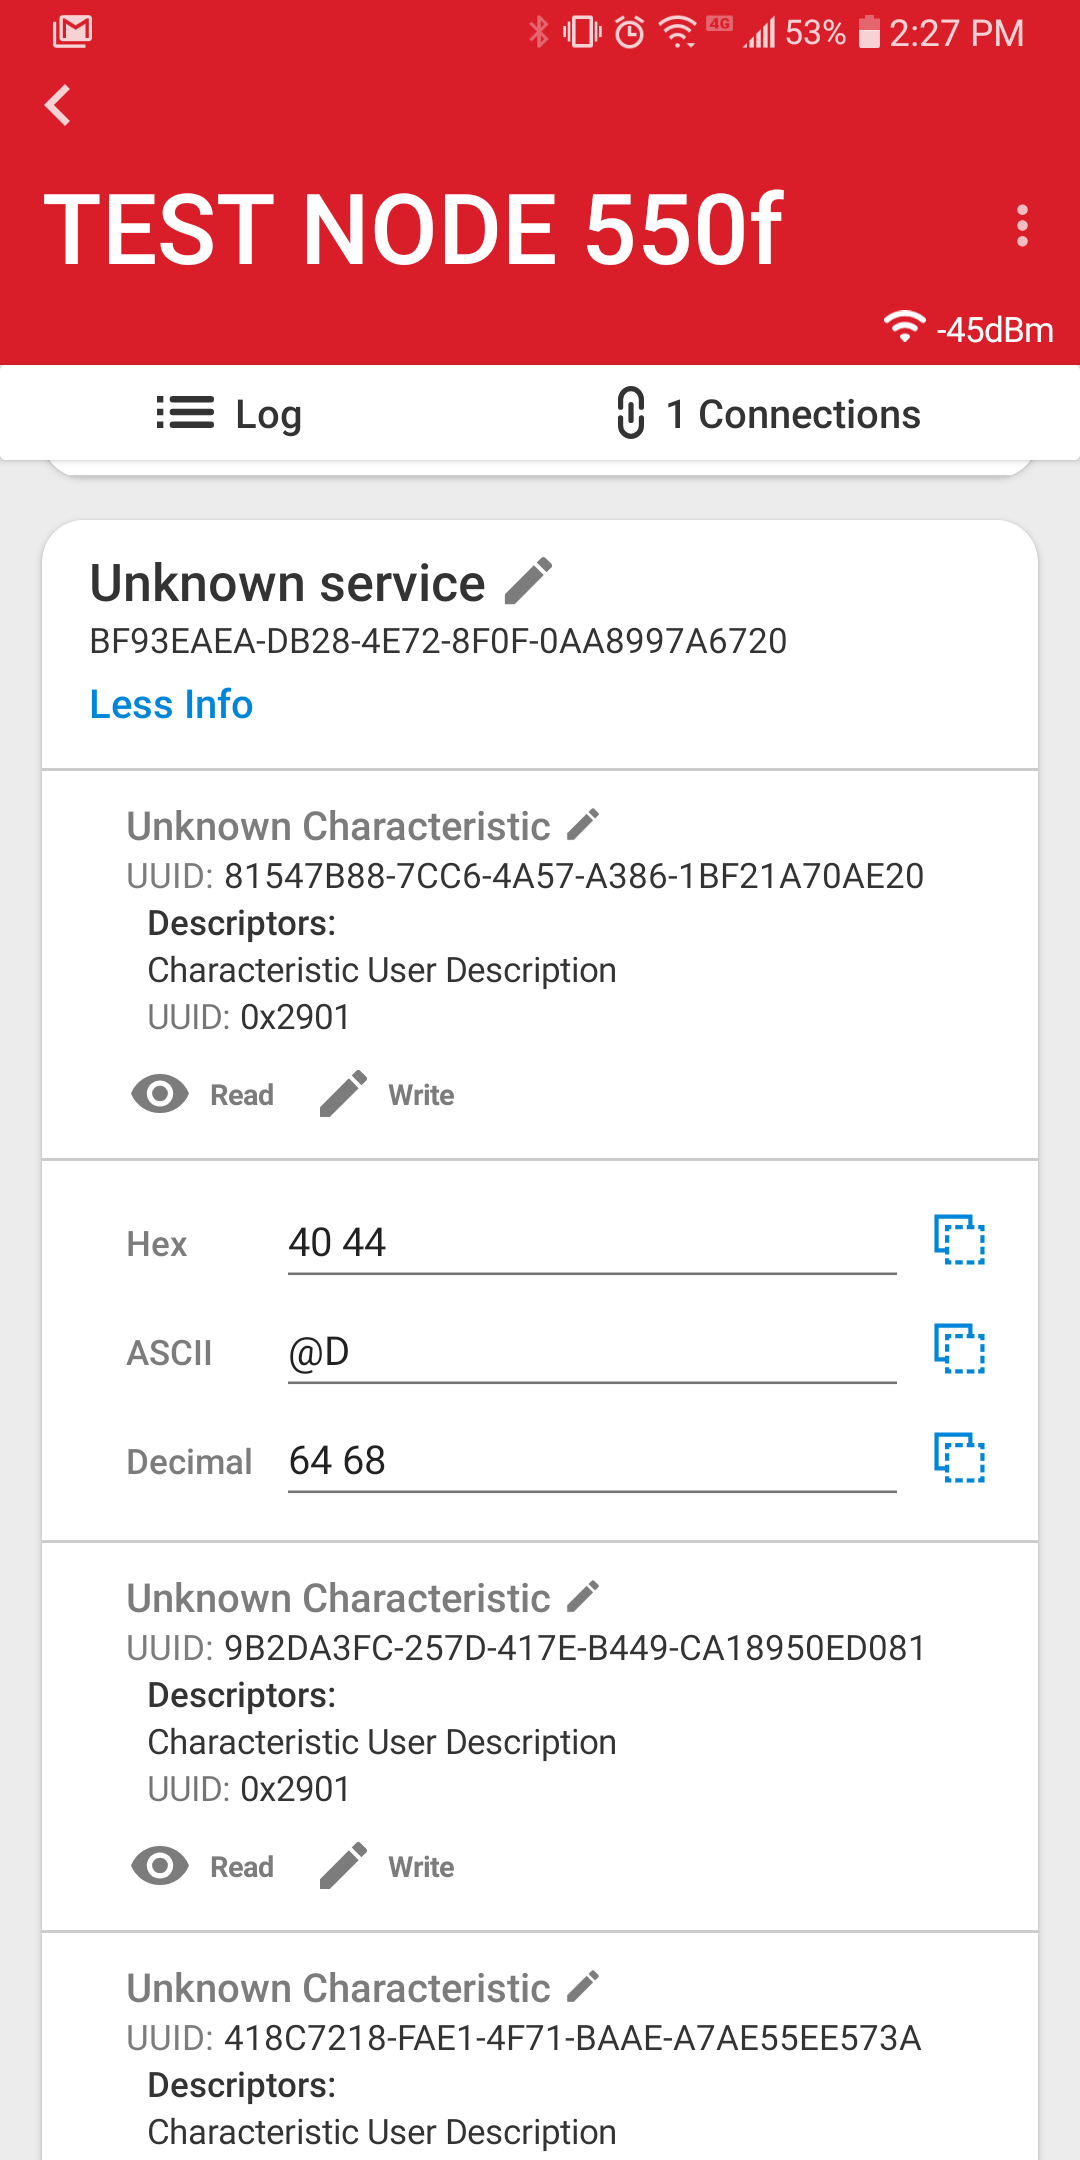 4G 53% 2:27 PM
TEST NODE 550f
-45dBm
Log 1 Connections
Unknown service
BF93EAEA-DB28-4E72-8F0F-0AA8997A6720
Less Info
Unknown Characteristic
UUID: 81547B88-7CC6-4A57-A386-1BF21A70AE20
Descriptors:
Characteristic User Description
UUID: 0x2901
Read Write
Hex 40 44
ASCII @D
Decimal 64 68
Unknown Characteristic
UUID: 9B2DA3FC-257D-417E-B449-CA18950ED081
Descriptors:
Characteristic User Description
UUID: 0x2901
Read Write
Unknown Characteristic
UUID: 418C7218-FAE1-4F71-BAAE-A7AE55EE573A
Descriptors:
Characteristic User Description